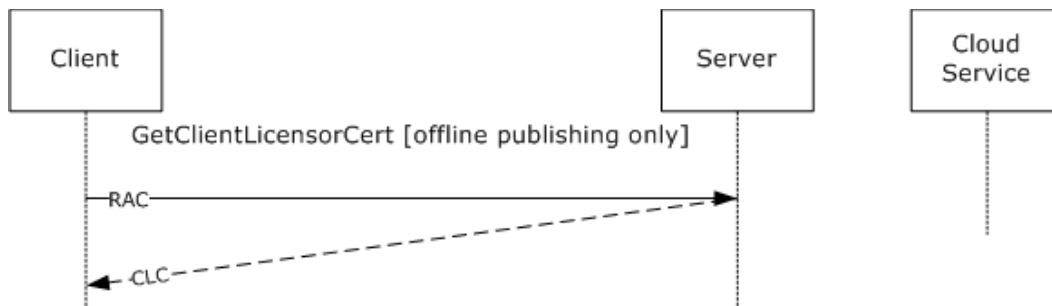 Client
Server
Cloud
Service
GetClientLicensorCert [offline publishing only]
RAC
CLC